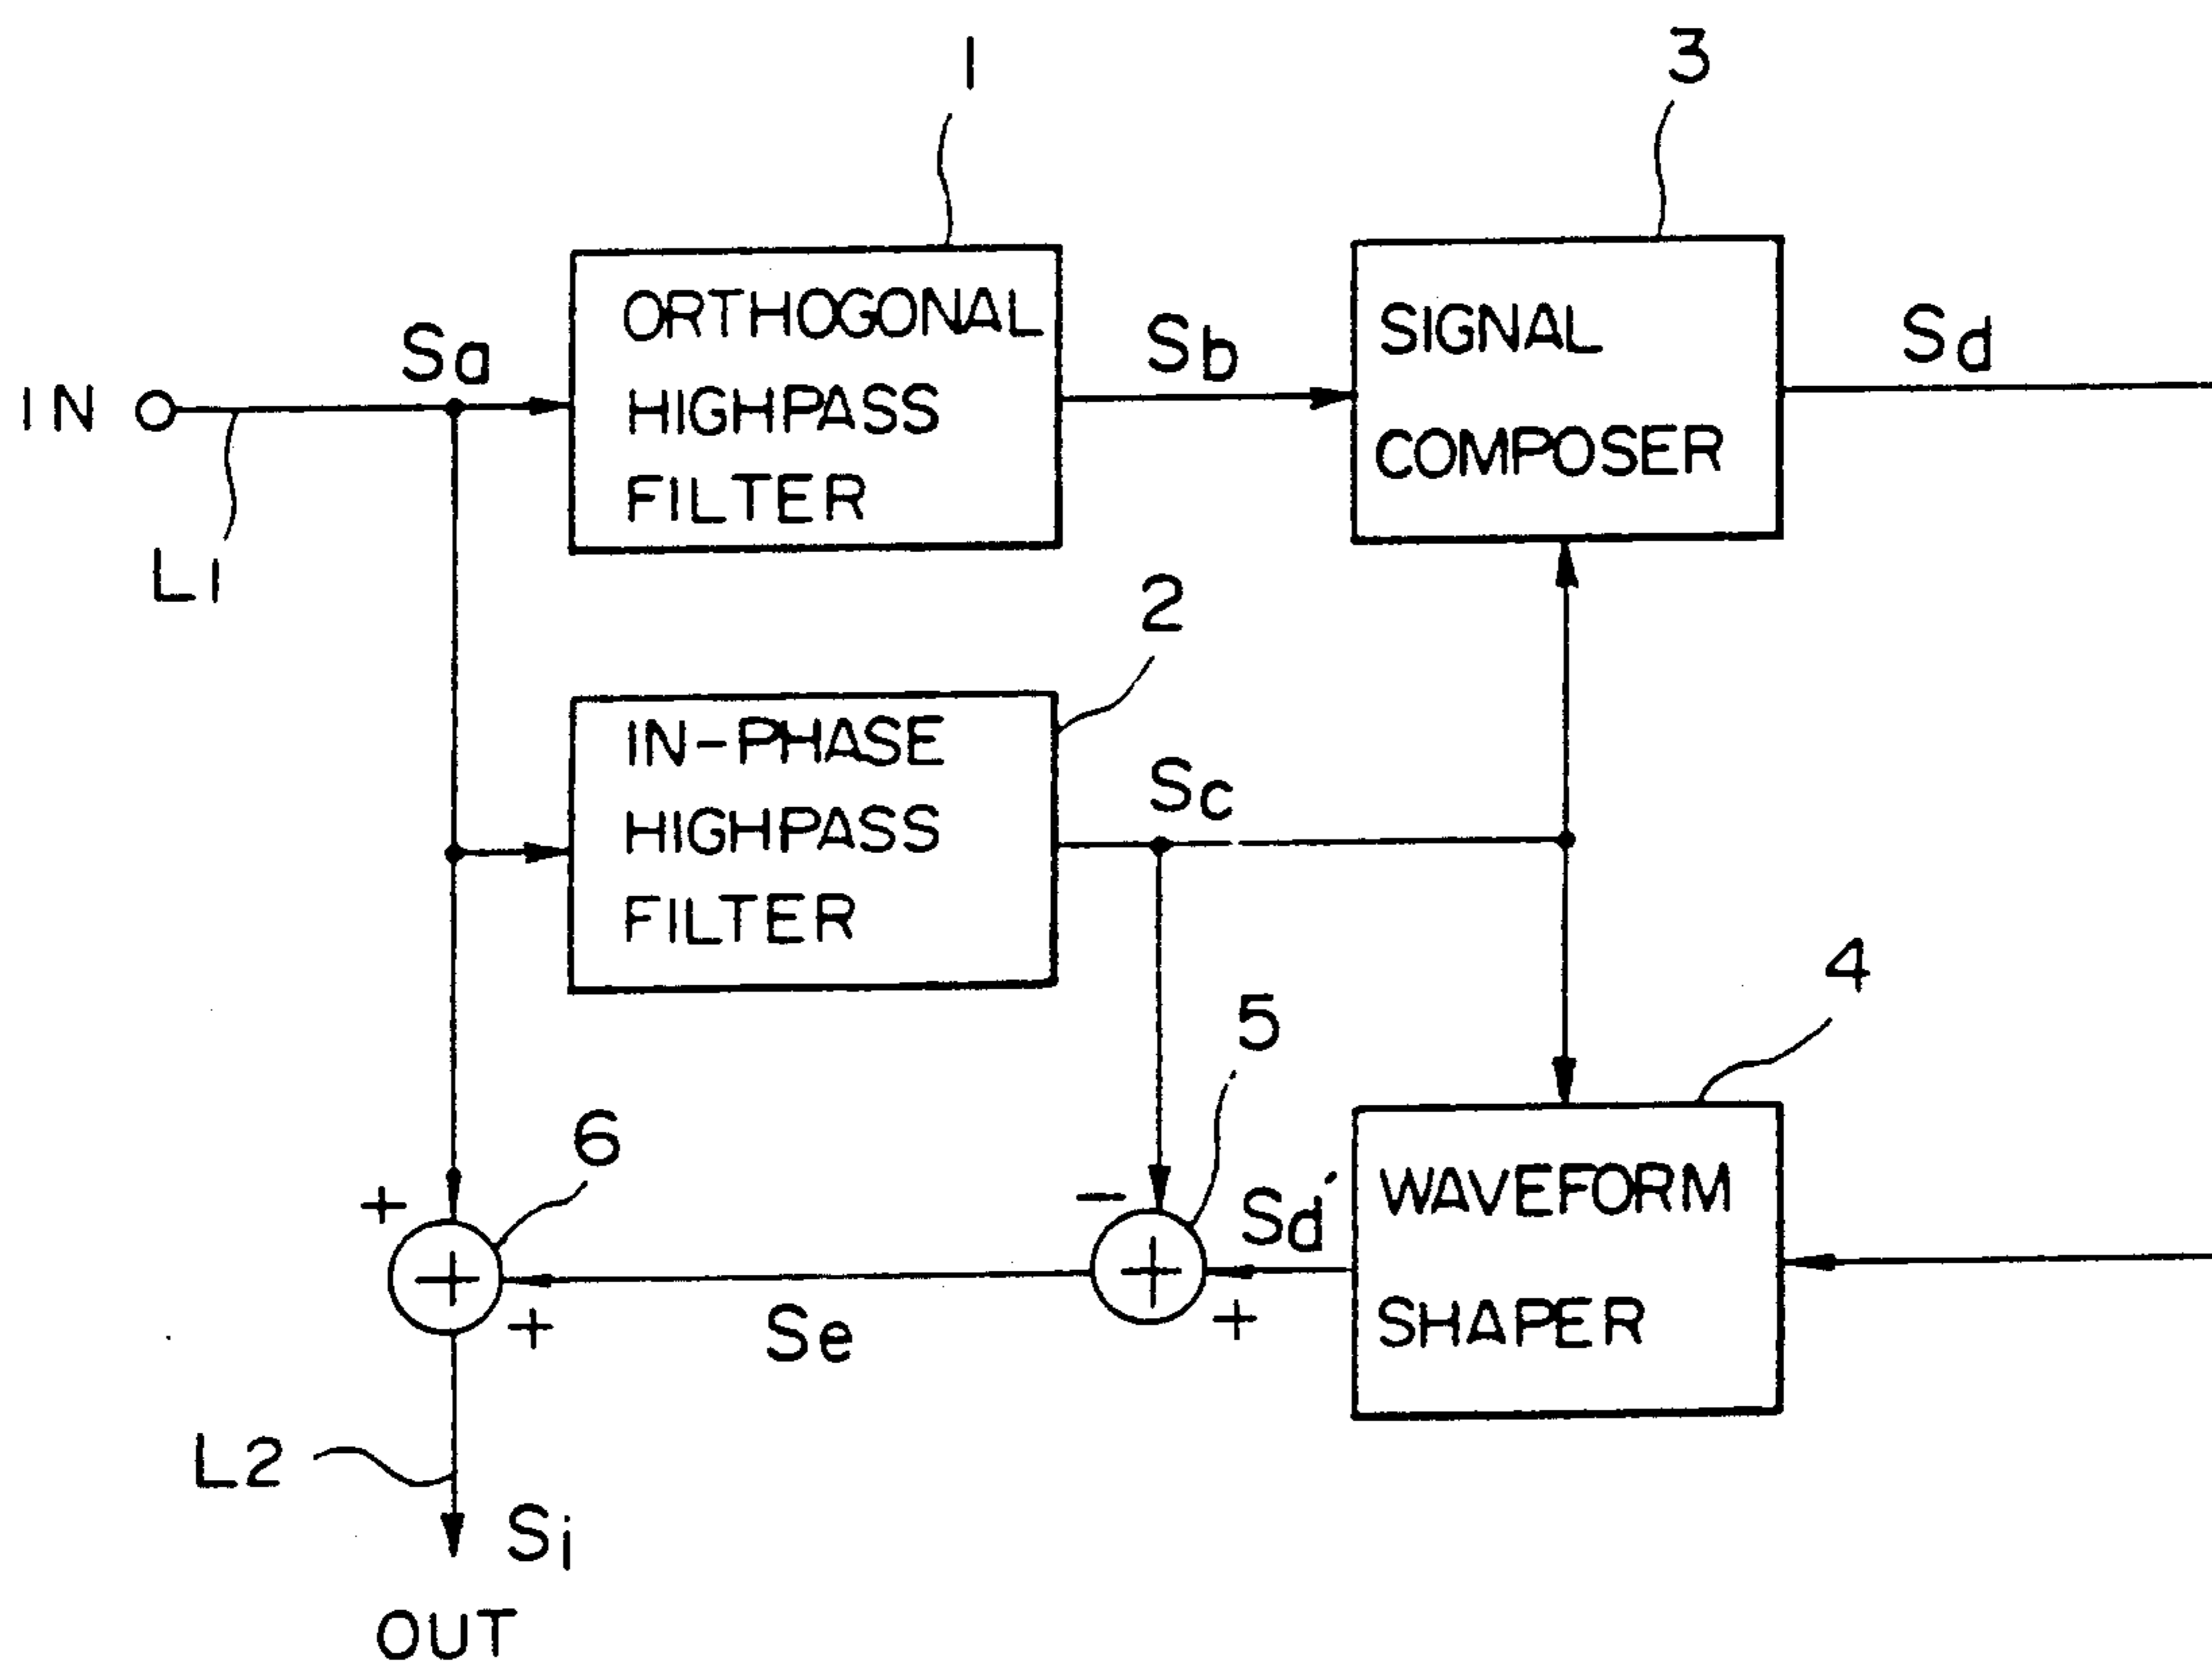 1
3
ORTHOGONAL
HIGHPASS
FILTER
SIGNAL
COMPOSER
Sa
Sb
Sd
IN
L1
2
IN-PHASE
HIGHPASS
FILTER
Sc
4
5
6
WAVEFORM
SHAPER
+
-
Sd'
+
+
+
+
Se
L2
Si
OUT